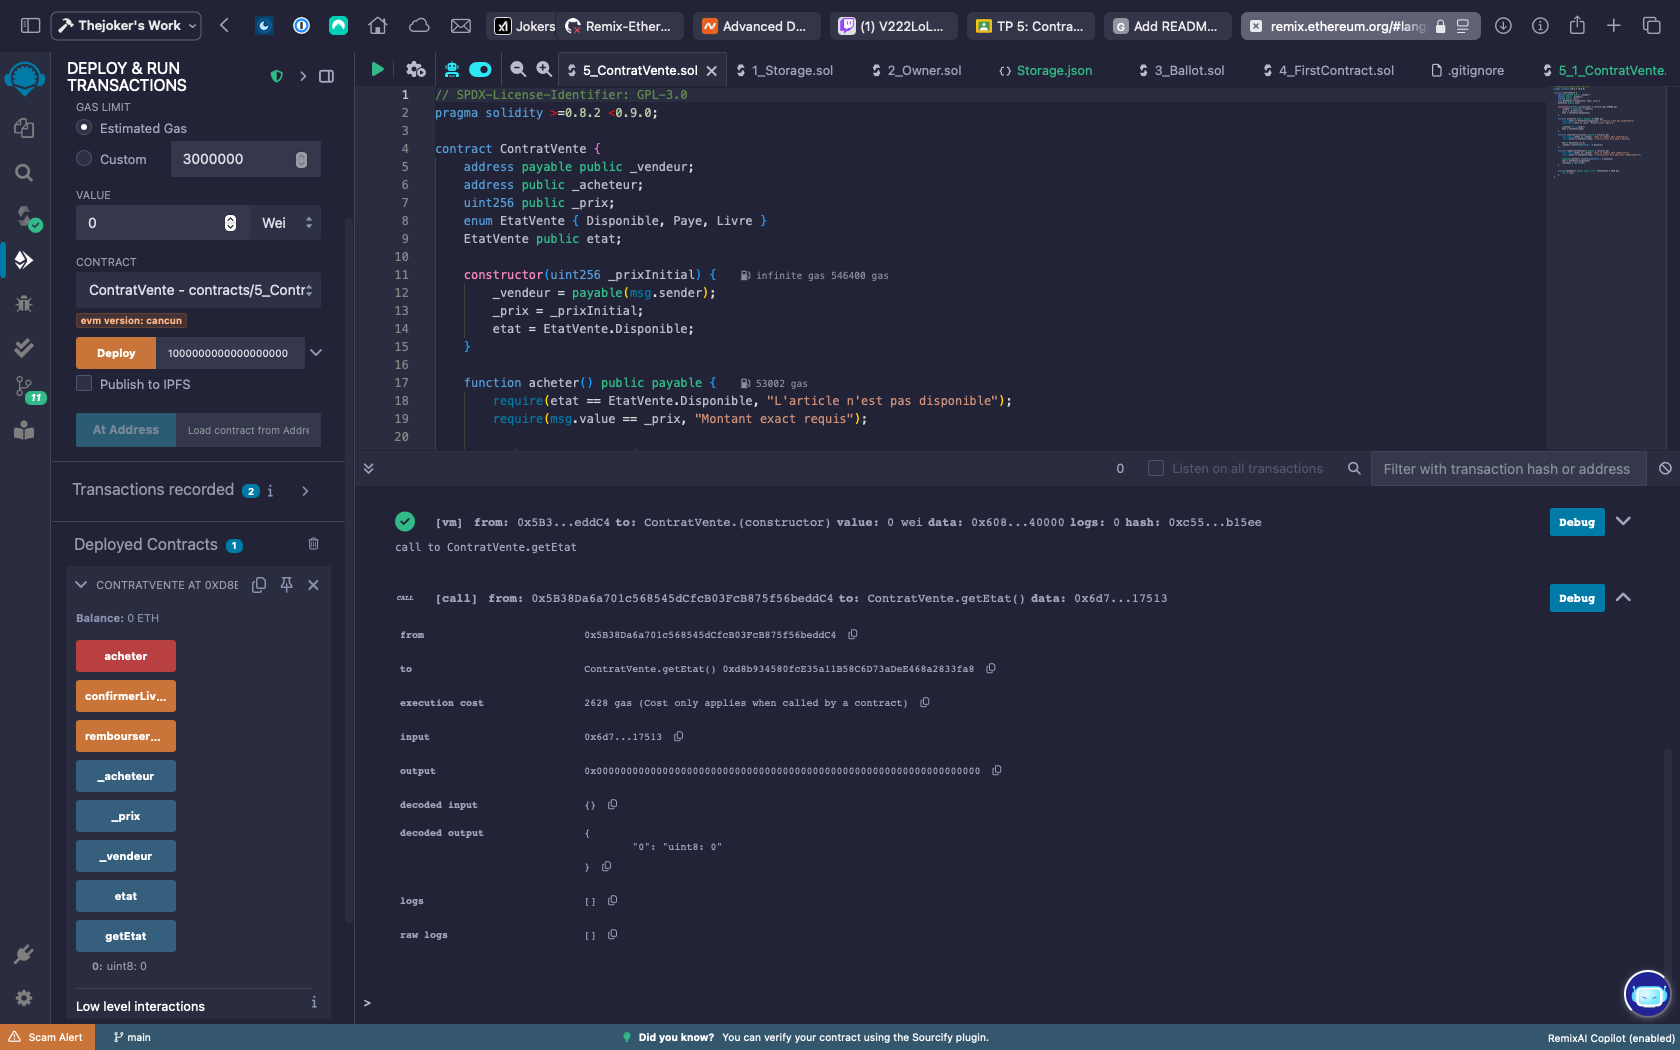 Thejoker's Work
Jokers
Remix-Ether...
Advanced D...
(1) V222LoL...
TP 5: Contra...
Add READM...
remix.ethereum.org/#lang
DEPLOY & RUN
TRANSACTIONS
GAS LIMIT
Estimated Gas
Custom
3000000
VALUE
0
Wei
CONTRACT
ContratVente - contracts/5_Contr
evm version: cancun
Deploy
1000000000000000000
Publish to IPFS
At Address
Load contract from Addre
Transactions recorded 2 i
Deployed Contracts 1
CONTRATVENTE AT 0XD8E
Balance: 0 ETH
acheter
confirmerLiv...
rembourser...
_acheteur
_prix
_vendeur
etat
getEtat
0: uint8: 0
Low level interactions
i
11
5_ContratVente.sol
1_Storage.sol
2_Owner.sol
Storage.json
3_Ballot.sol
4_FirstContract.sol
.gitignore
5_1_ContratVente.
1 // SPDX-License-Identifier: GPL-3.0
2 pragma solidity >=0.8.2 <0.9.0;
3
4 contract ContratVente {
5 address payable public _vendeur;
6 address public _acheteur;
7 uint256 public _prix;
8 enum EtatVente { Disponible, Paye, Livre }
9 EtatVente public etat;
10
11 constructor(uint256 _prixInitial) { infinite gas 546400 gas
12 _vendeur = payable(msg.sender);
13 _prix = _prixInitial;
14 etat = EtatVente.Disponible;
15 }
16
17 function acheter() public payable { 53002 gas
18 require(etat == EtatVente.Disponible, "L'article n'est pas disponible");
19 require(msg.value == _prix, "Montant exact requis");
20
0
Listen on all transactions
Filter with transaction hash or address
[vm] from: 0x5B3...eddC4 to: ContratVente.(constructor) value: 0 wei data: 0x608...40000 logs: 0 hash: 0xc55...b15ee
Debug
call to ContratVente.getEtat
CALL [call] from: 0x5B38Da6a701c568545dCfcB03FcB875f56beddC4 to: ContratVente.getEtat() data: 0x6d7...17513
Debug
from 0x5B38Da6a701c568545dCfcB03FcB875f56beddC4
to ContratVente.getEtat() 0xd8b934580fcE35a11B58C6D73aDeE468a2833fa8
execution cost 2628 gas (Cost only applies when called by a contract)
input 0x6d7...17513
output 0x0000000000000000000000000000000000000000000000000000000000000000
decoded input {}
decoded output {
"0": "uint8: 0"
}
logs []
raw logs []
>
Scam Alert
main
Did you know? You can verify your contract using the Sourcify plugin.
RemixAI Copilot (enabled)